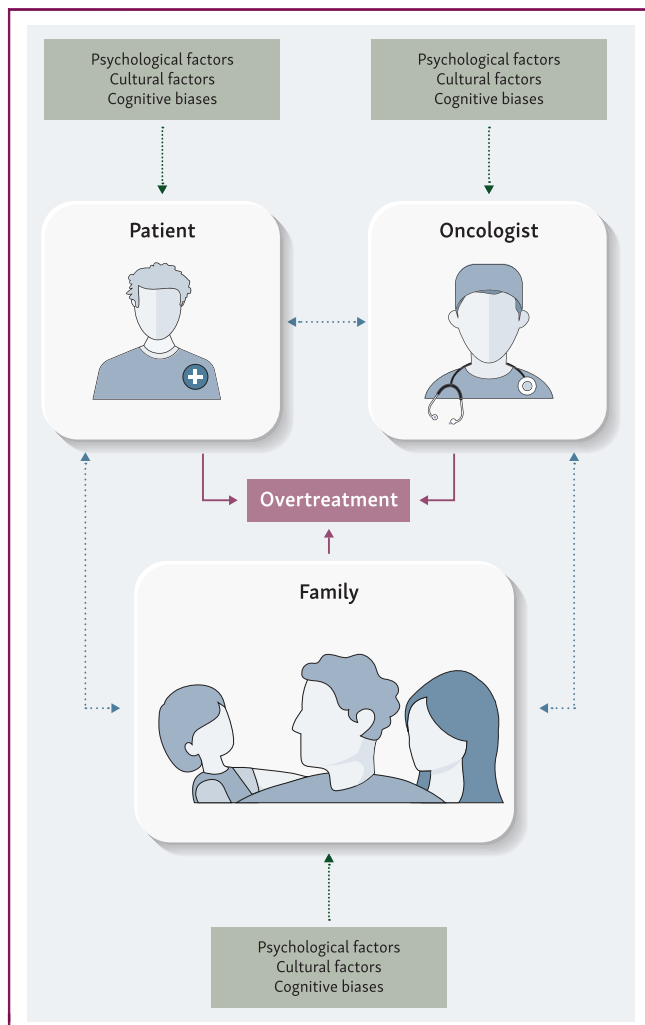 Psychological factors
Cultural factors
Cognitive biases
Psychological factors
Cultural factors
Cognitive biases
Patient
Oncologist
Overtreatment
Family
Psychological factors
Cultural factors
Cognitive biases